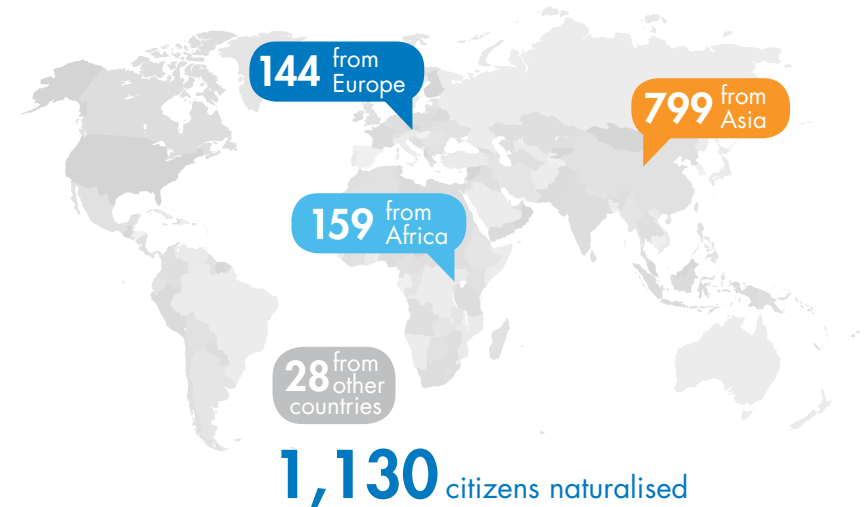 144 from
Europe
799 from
Asia
159 from
Africa
28 from
other
countries
1,130 citizens naturalised